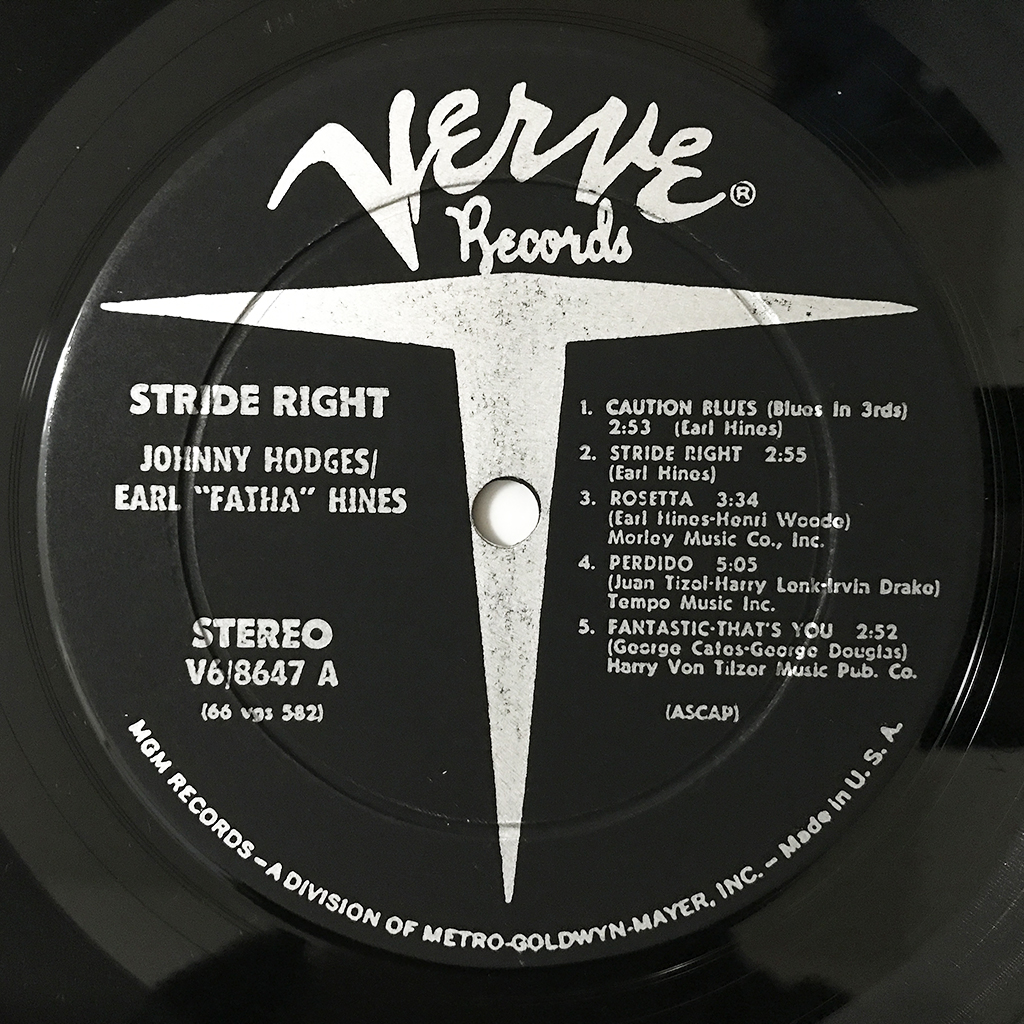 Verve®
Records
STRIDE RIGHT
JOHNNY HODGES/
EARL "FATHA" HINES
STEREO
V6/8647 A
(66 vgs 582)
1. CAUTION BLUES (Blues in 3rds)
2:53 (Earl Hines)
2. STRIDE RIGHT 2:55
(Earl Hines)
3. ROSETTA 3:34
(Earl Hines-Henri Woode)
Morley Music Co., Inc.
4. PERDIDO 5:05
(Juan Tizol-Harry Lenk-Irvin Drake)
Tempo Music Inc.
5. FANTASTIC-THAT'S YOU 2:52
(George Cates-George Douglas)
Harry Von Tilzer Music Pub. Co.
(ASCAP)
MGM RECORDS – A DIVISION OF METRO-GOLDWYN-MAYER, INC. – Made in U. S. A.